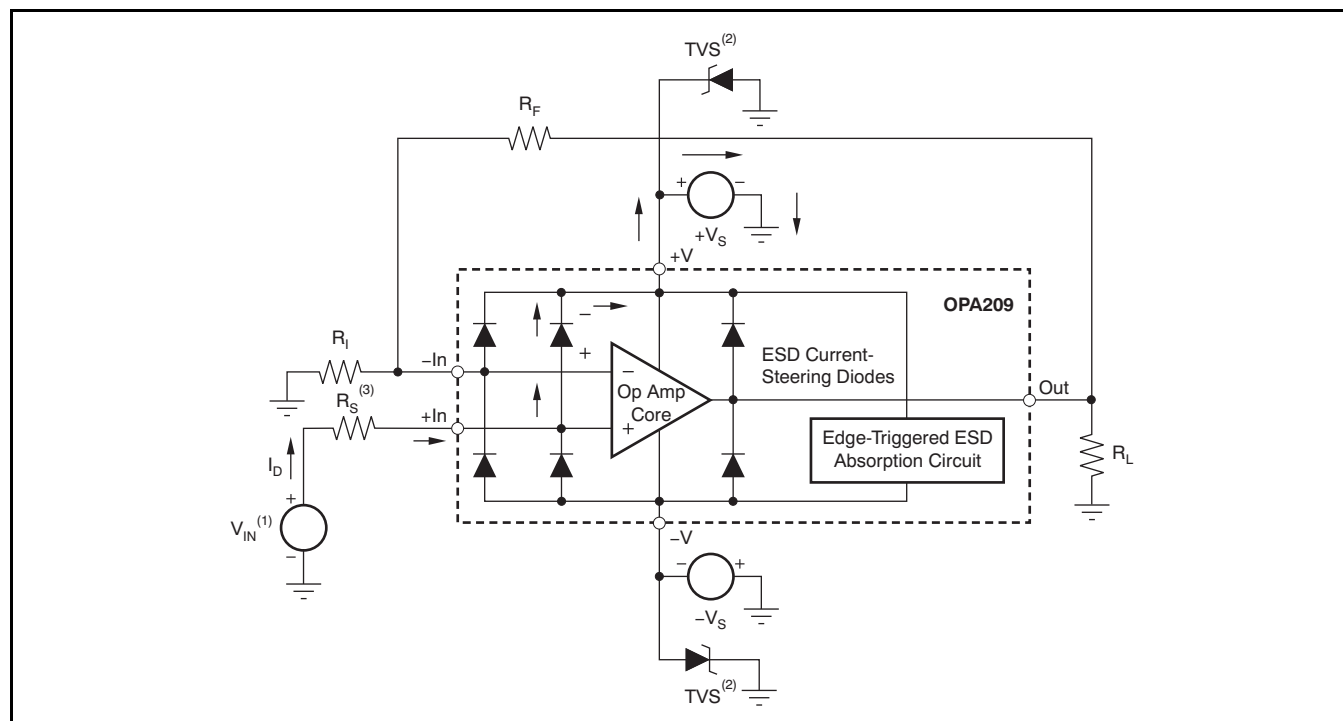 TVS(2)
RF
+ −
+VS
+V
OPA209
−
+
RI
−In
−
ESD Current-
Steering Diodes
Op Amp
Core
Out
RS(3)
+In
+
Edge-Triggered ESD
Absorption Circuit
RL
ID
+
VIN(1)
−
−V
− +
−VS
TVS(2)